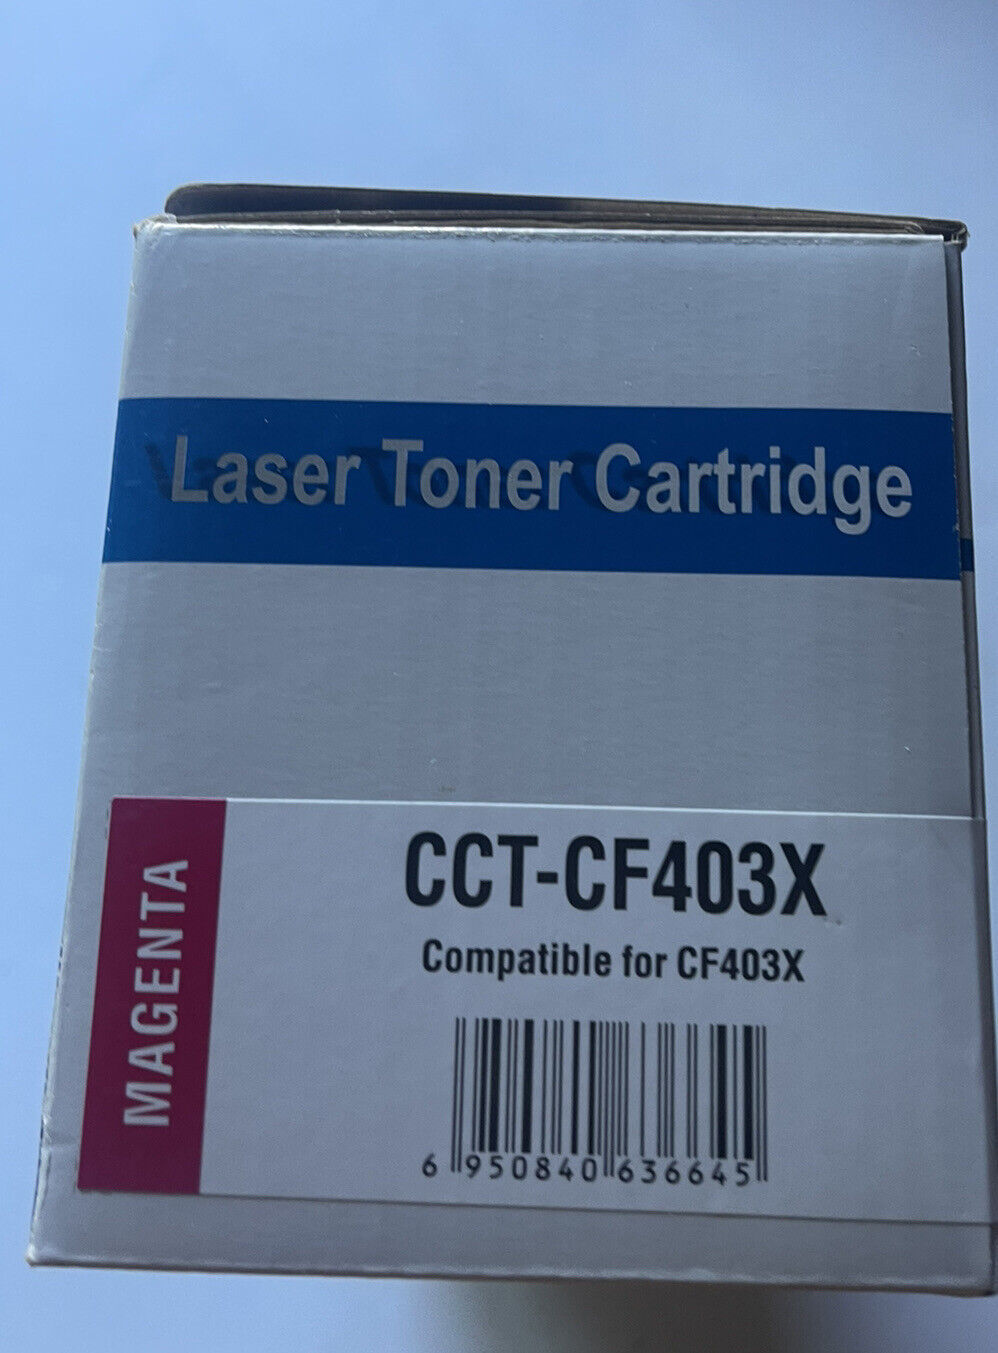 Laser Toner Cartridge
MAGENTA
CCT-CF403X
Compatible for CF403X
6 950840 636645